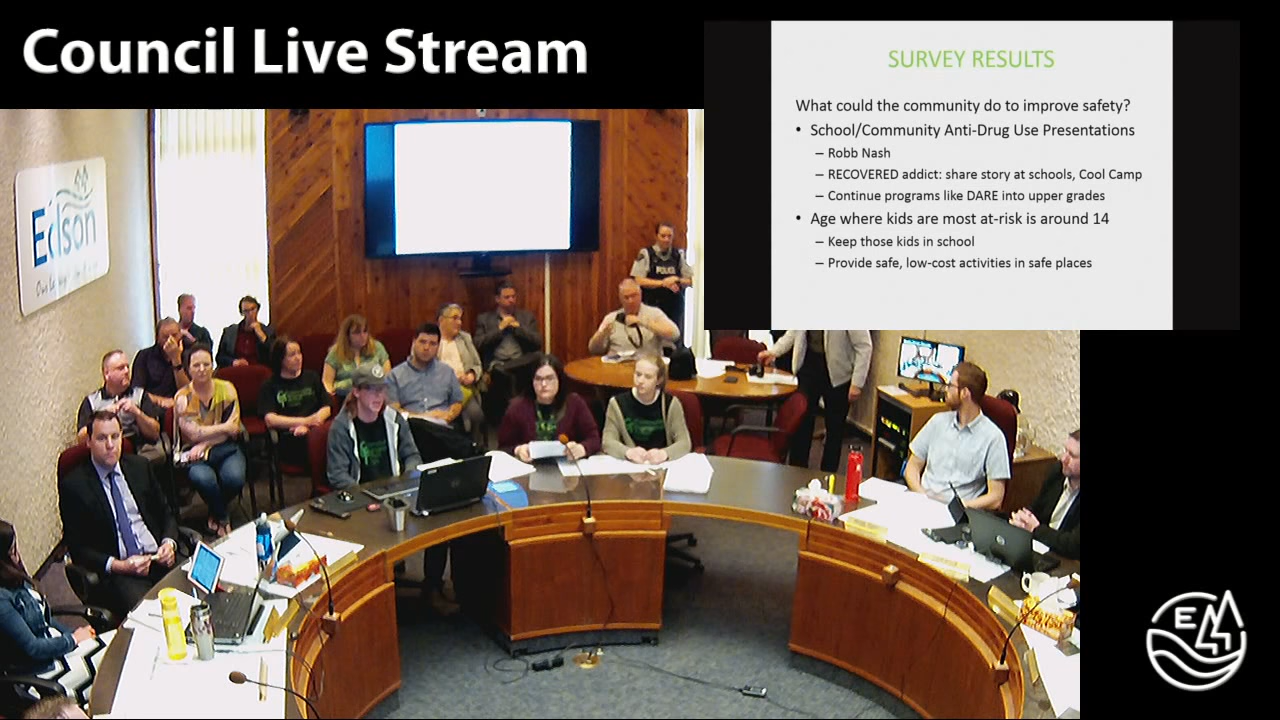 Council Live Stream
SURVEY RESULTS
What could the community do to improve safety?
• School/Community Anti-Drug Use Presentations
– Robb Nash
– RECOVERED addict: share story at schools, Cool Camp
– Continue programs like DARE into upper grades
• Age where kids are most at-risk is around 14
– Keep those kids in school
– Provide safe, low-cost activities in safe places
Edson
POLICE